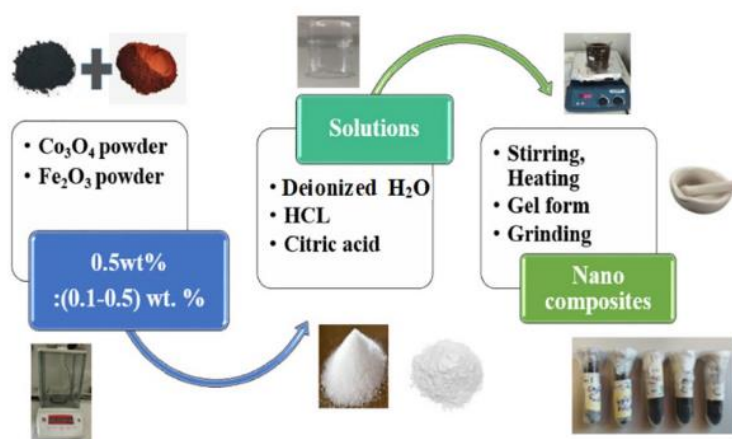 • Co₃O₄ powder
• Fe₂O₃ powder
0.5wt%
:(0.1-0.5) wt. %
Solutions
• Deionized H₂O
• HCL
• Citric acid
• Stirring,
Heating
• Gel form
• Grinding
Nano
composites